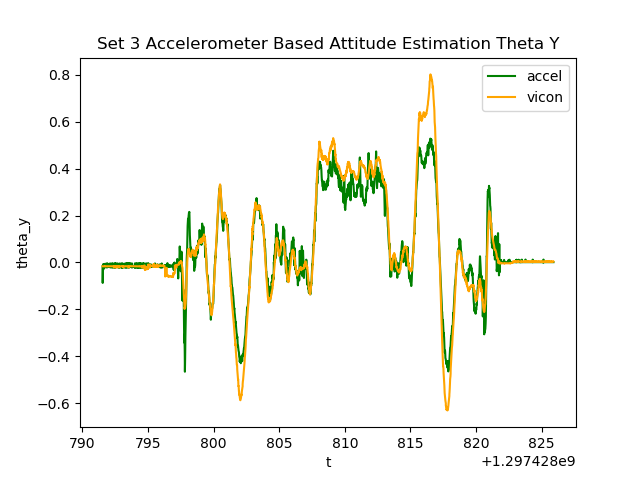 Set 3 Accelerometer Based Attitude Estimation Theta Y
accel
vicon
theta_y
0.8
0.6
0.4
0.2
0.0
−0.2
−0.4
−0.6
790
795
800
805
810
815
820
825
t
+1.297428e9